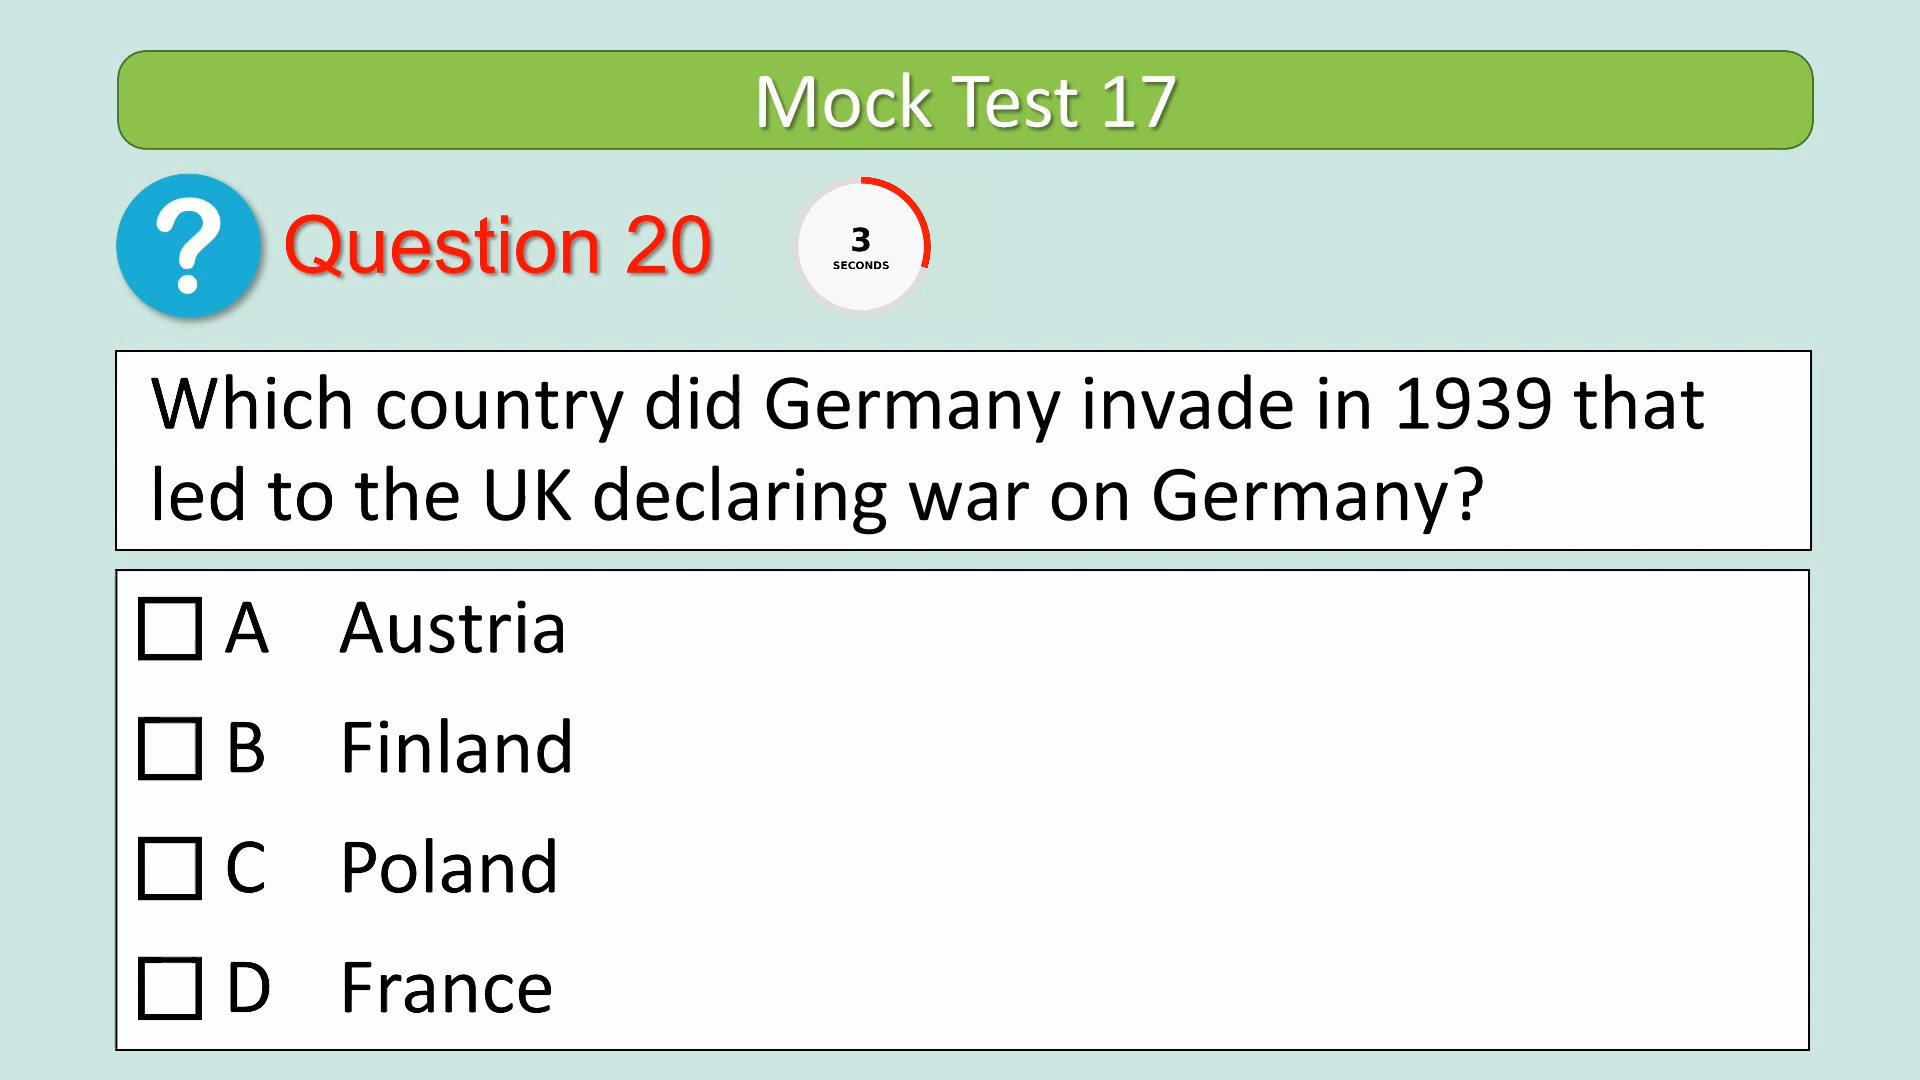 Mock Test 17
?
Question 20
3
SECONDS
Which country did Germany invade in 1939 that
led to the UK declaring war on Germany?
A Austria
B Finland
C Poland
D France